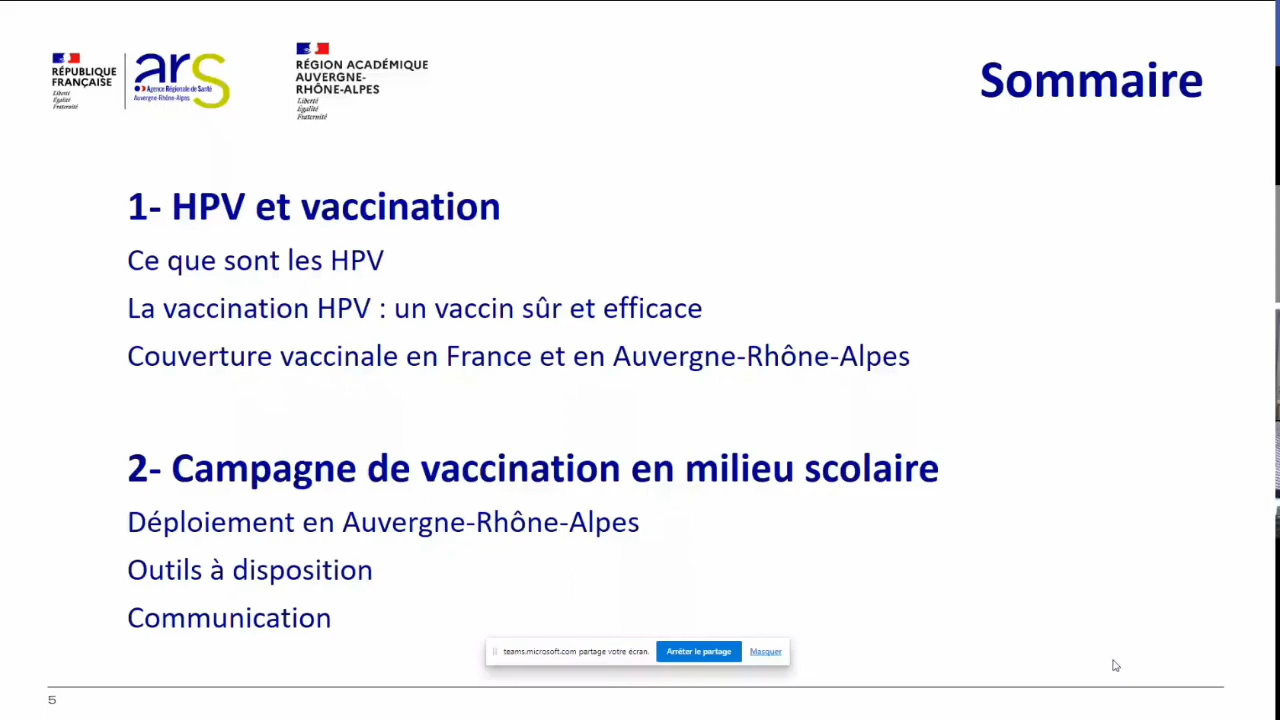 RÉPUBLIQUE
FRANÇAISE
Liberté
Égalité
Fraternité
ars
Agence Régionale de Santé
Auvergne-Rhône-Alpes
RÉGION ACADÉMIQUE
AUVERGNE-
RHÔNE-ALPES
Liberté
Égalité
Fraternité
Sommaire
1- HPV et vaccination
Ce que sont les HPV
La vaccination HPV : un vaccin sûr et efficace
Couverture vaccinale en France et en Auvergne-Rhône-Alpes
2- Campagne de vaccination en milieu scolaire
Déploiement en Auvergne-Rhône-Alpes
Outils à disposition
Communication
teams.microsoft.com partage votre écran. Arrêter le partage Masquer
5